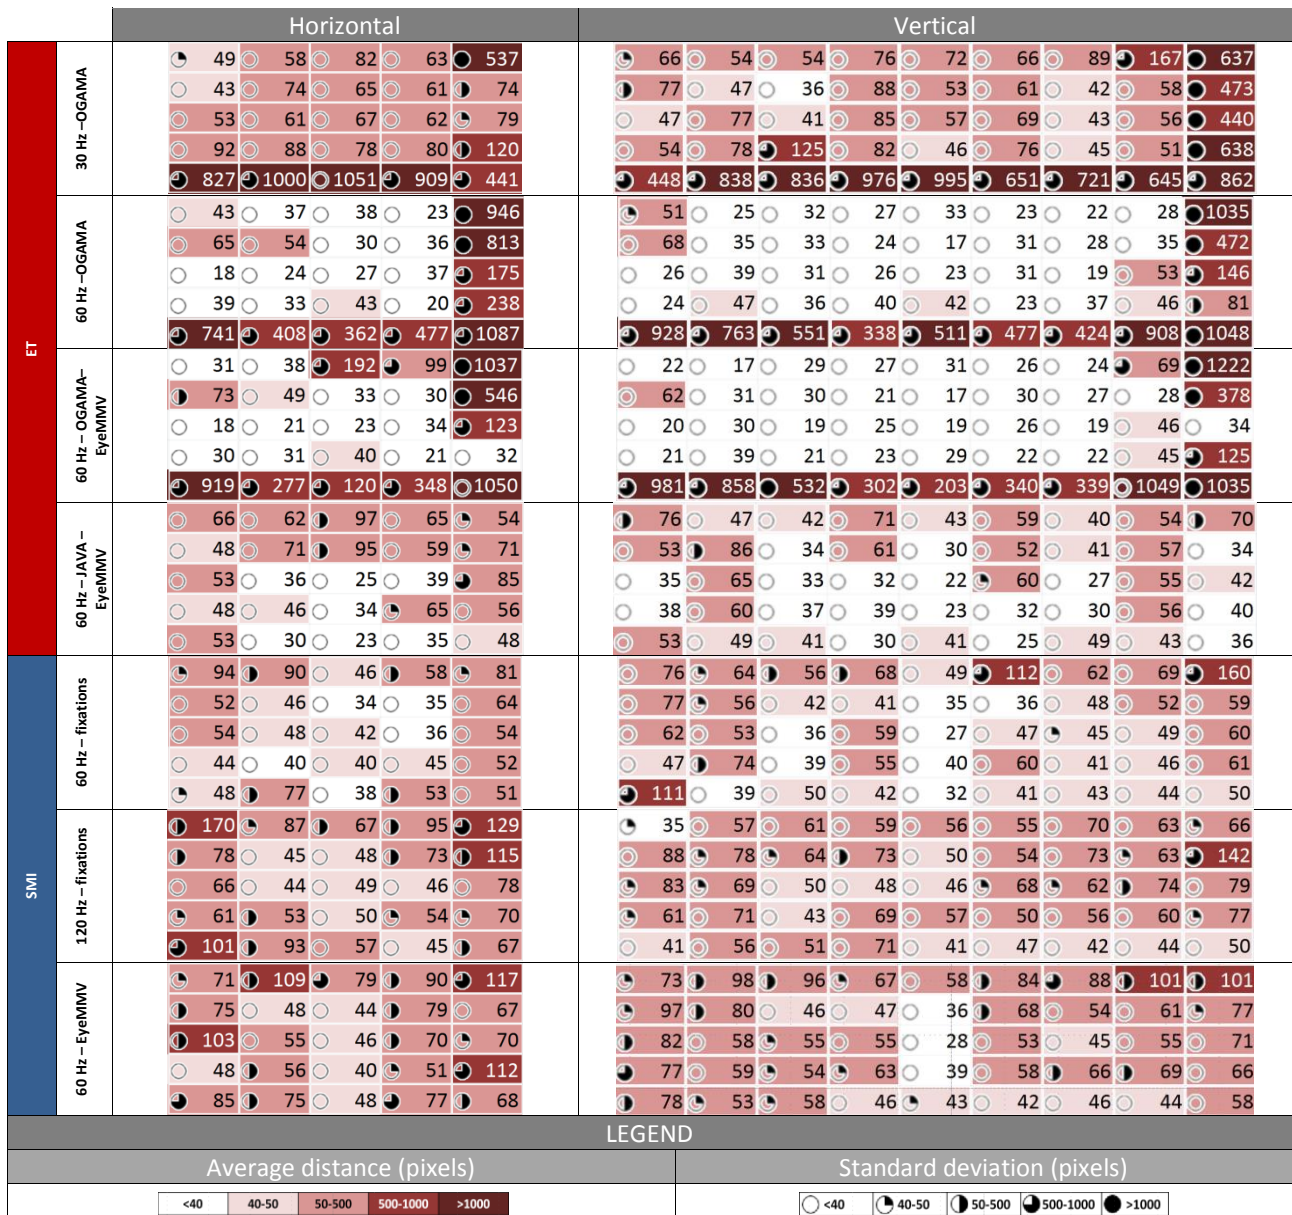 Horizontal Vertical
ET
30 Hz –OGAMA
49 58 82 63 537 66 54 54 76 72 66 89 167 637
43 74 65 61 74 77 47 36 88 53 61 42 58 473
53 61 67 62 79 47 77 41 85 57 69 43 56 440
92 88 78 80 120 54 78 125 82 46 76 45 51 638
827 1000 1051 909 441 448 838 836 976 995 651 721 645 862
60 Hz –OGAMA
43 37 38 23 946 51 25 32 27 33 23 22 28 1035
65 54 30 36 813 68 35 33 24 17 31 28 35 472
18 24 27 37 175 26 39 31 26 23 31 19 53 146
39 33 43 20 238 24 47 36 40 42 23 37 46 81
741 408 362 477 1087 928 763 551 338 511 477 424 908 1048
60 Hz – OGAMA–
EyeMMV
31 38 192 99 1037 22 17 29 27 31 26 24 69 1222
73 49 33 30 546 62 31 30 21 17 30 27 28 378
18 21 23 34 123 20 30 19 25 19 26 19 46 34
30 31 40 21 32 21 39 21 23 29 22 22 45 125
919 277 120 348 1050 981 858 532 302 203 340 339 1049 1035
60 Hz – JAVA –
EyeMMV
66 62 97 65 54 76 47 42 71 43 59 40 54 70
48 71 95 59 71 53 86 34 61 30 52 41 57 34
53 36 25 39 85 35 65 33 32 22 60 27 55 42
48 46 34 65 56 38 60 37 39 23 32 30 56 40
53 30 23 35 48 53 49 41 30 41 25 49 43 36
SMI
60 Hz – fixations
94 90 46 58 81 76 64 56 68 49 112 62 69 160
52 46 34 35 64 77 56 42 41 35 36 48 52 59
54 48 42 36 54 62 53 36 59 27 47 45 49 60
44 40 40 45 52 47 74 39 55 40 60 41 46 61
48 77 38 53 51 111 39 50 42 32 41 43 44 50
120 Hz – fixations
170 87 67 95 129 35 57 61 59 56 55 70 63 66
78 45 48 73 115 88 78 64 73 50 54 73 63 142
66 44 49 46 78 83 69 50 48 46 68 62 74 79
61 53 50 54 70 61 71 43 69 57 50 56 60 77
101 93 57 45 67 41 56 51 71 41 47 42 44 50
60 Hz – EyeMMV
71 109 79 90 117 73 98 96 67 58 84 88 101 101
75 48 44 79 67 97 80 46 47 36 68 54 61 77
103 55 46 70 70 82 58 55 55 28 53 45 55 71
48 56 40 51 112 77 59 54 63 39 58 66 69 66
85 75 48 77 68 78 53 58 46 43 42 46 44 58
LEGEND
Average distance (pixels) Standard deviation (pixels)
<40 40-50 50-500 500-1000 >1000 <40 40-50 50-500 500-1000 >1000